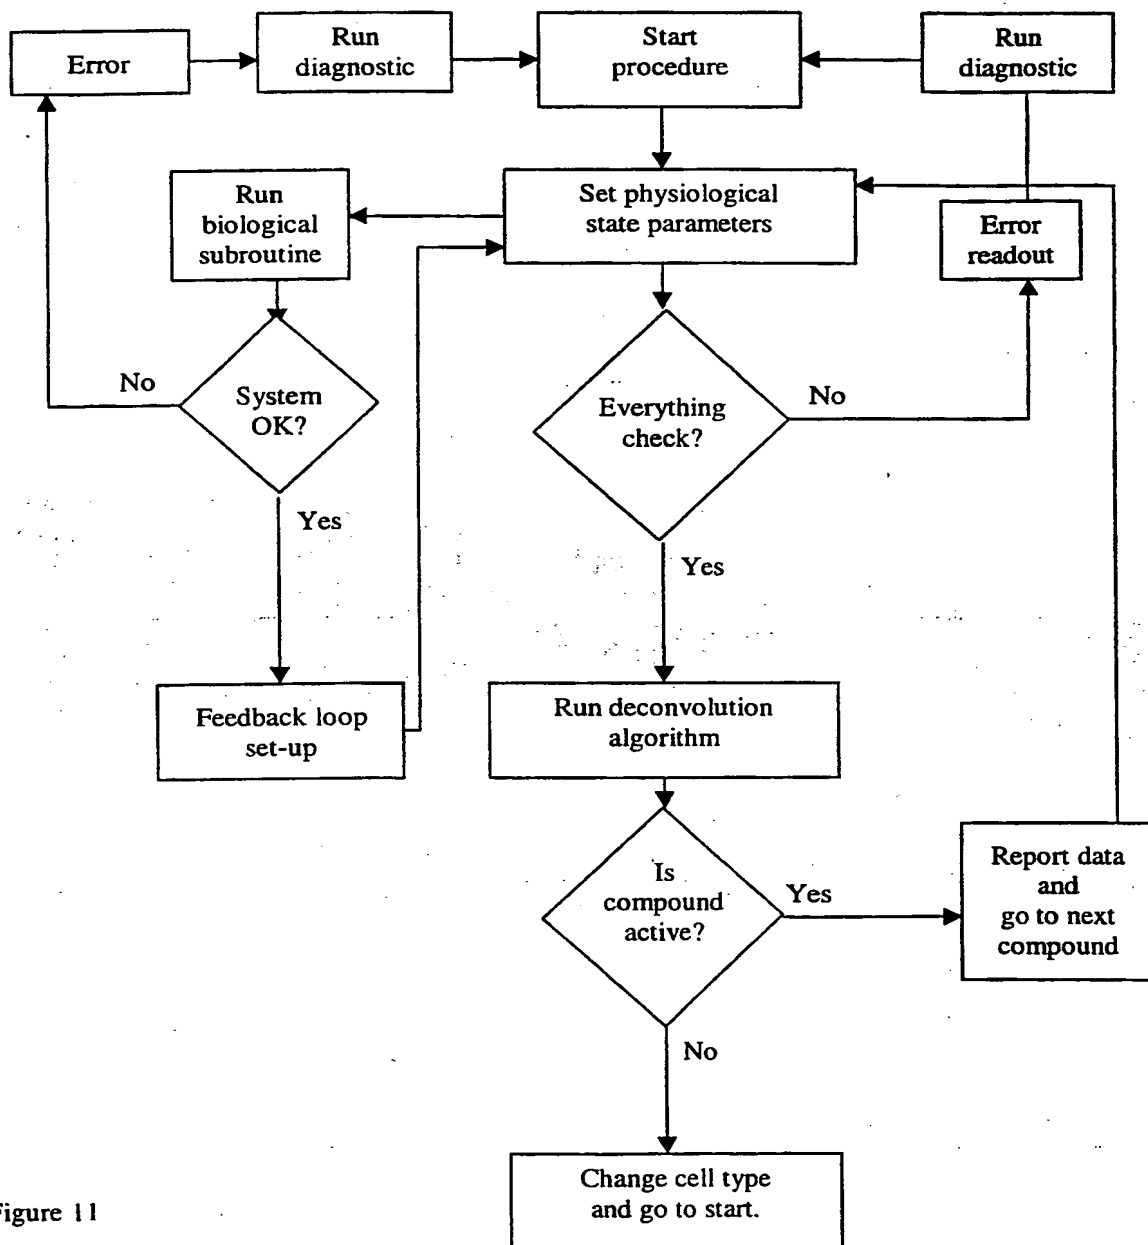 Error
Run
diagnostic
Start
procedure
Run
diagnostic
Run
biological
subroutine
Set physiological
state parameters
Error
readout
No
System
OK?
Everything
check?
No
Yes
Yes
Feedback loop
set-up
Run deconvolution
algorithm
Is
compound
active?
Yes
Report data
and
go to next
compound
No
Change cell type
and go to start.
igure 11